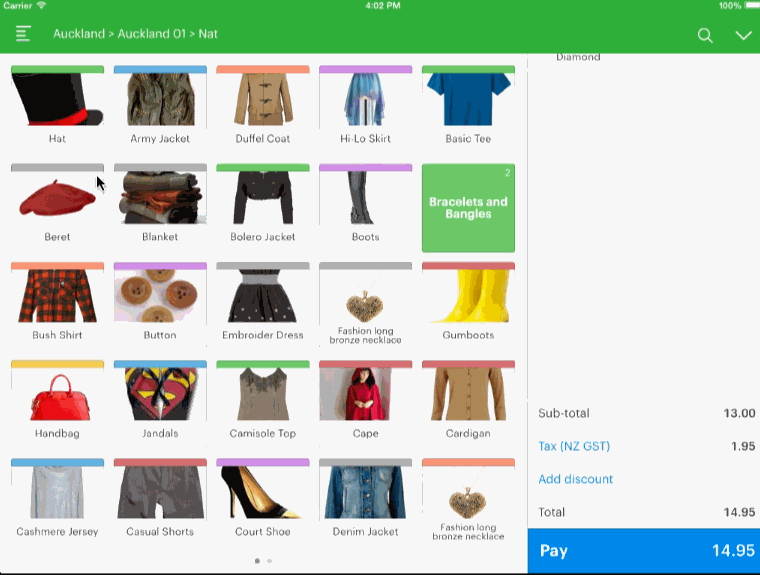 Carrier
4:02 PM
100%
Auckland > Auckland 01 > Nat
Diamond
Hat
Army Jacket
Duffel Coat
Hi-Lo Skirt
Basic Tee
2
Bracelets and
Bangles
Beret
Blanket
Bolero Jacket
Boots
Bush Shirt
Button
Embroider Dress
Fashion long
bronze necklace
Gumboots
Handbag
Jandals
Camisole Top
Cape
Cardigan
Cashmere Jersey
Casual Shorts
Court Shoe
Denim Jacket
Fashion long
bronze necklace
Sub-total 13.00
Tax (NZ GST) 1.95
Add discount
Total 14.95
Pay 14.95